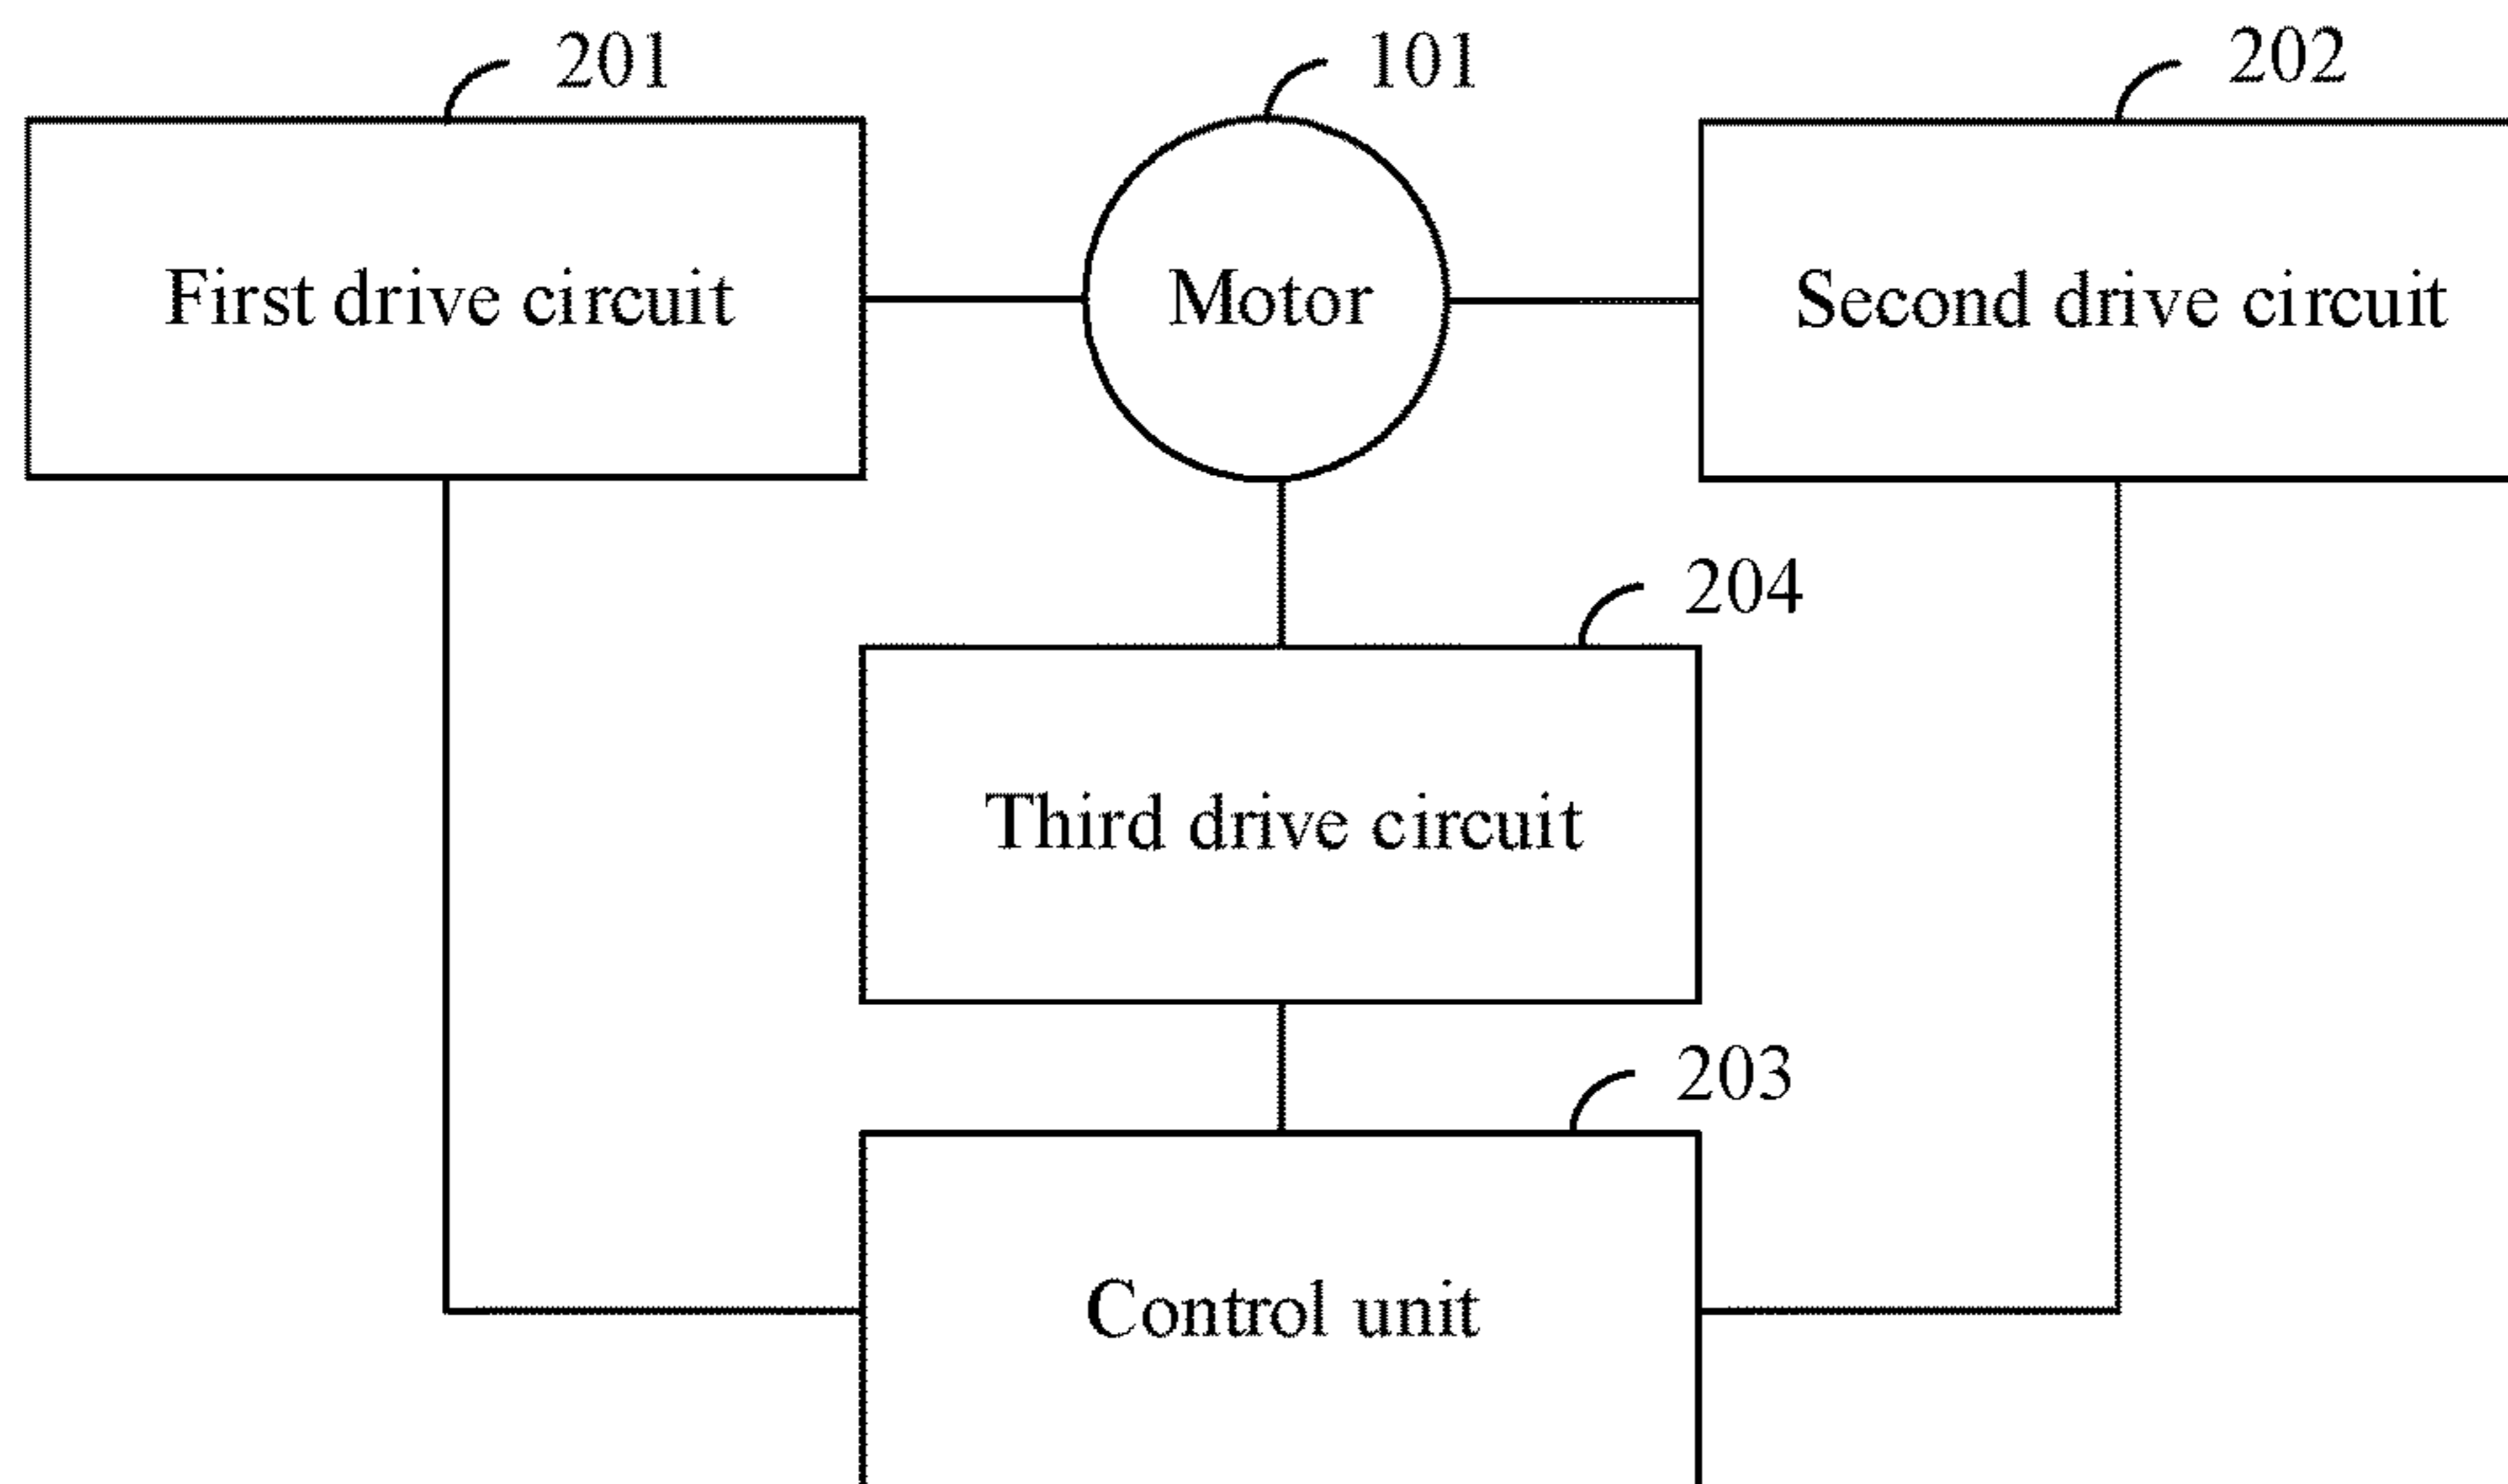 201
101
202
First drive circuit
Motor
Second drive circuit
204
Third drive circuit
203
Control unit